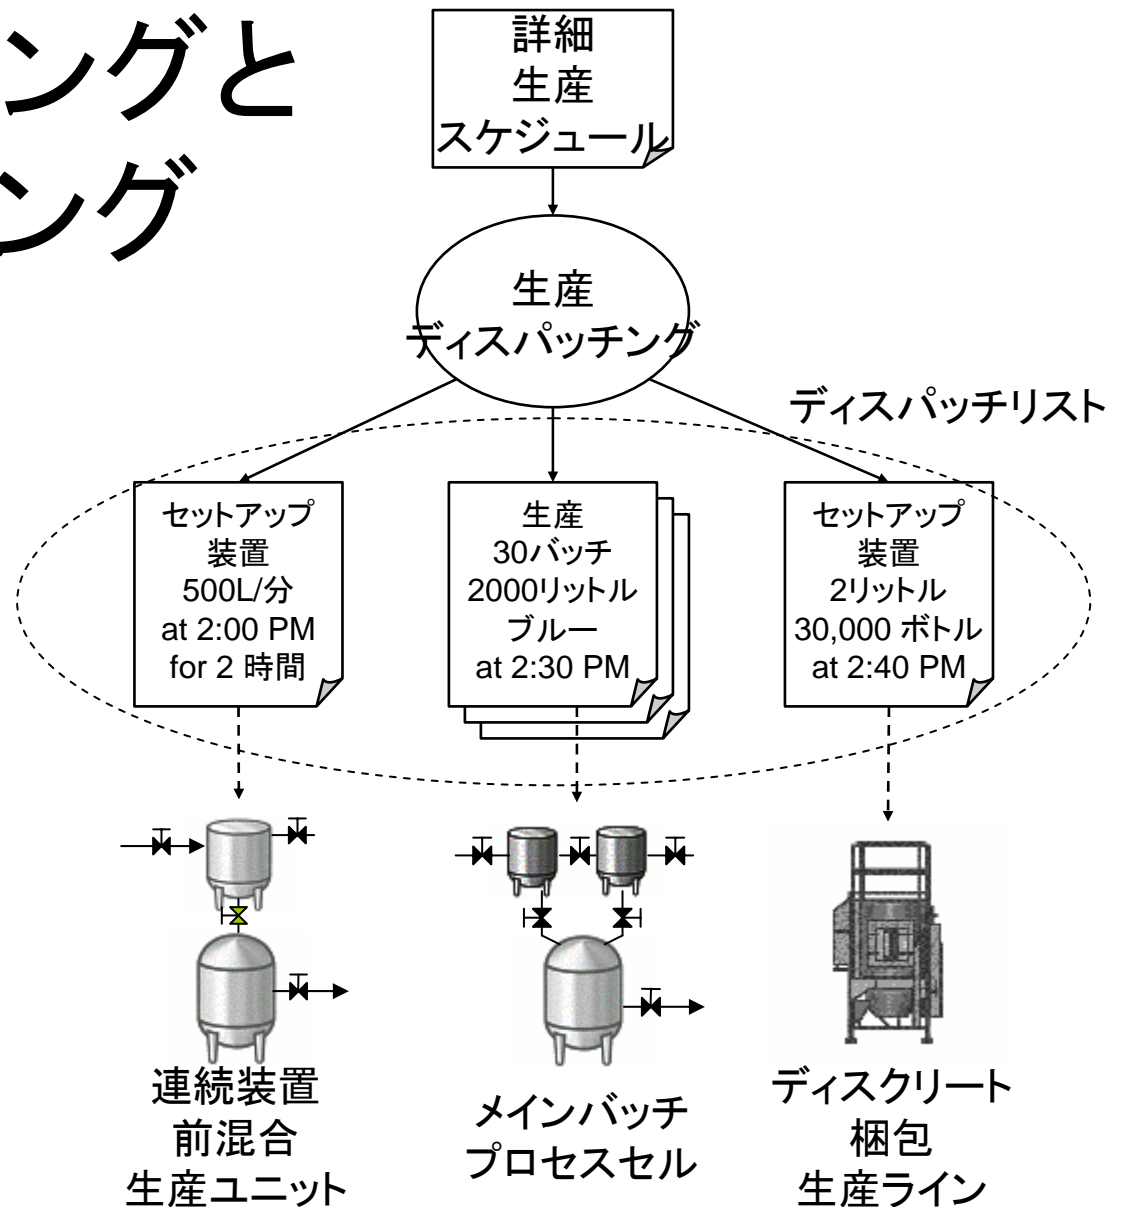 ングと
ング
詳細
生産
スケジュール
生産
ディスパッチング
ディスパッチリスト
セットアップ
装置
500L/分
at 2:00 PM
for 2 時間
生産
30バッチ
2000リットル
ブルー
at 2:30 PM
セットアップ
装置
2リットル
30,000 ボトル
at 2:40 PM
連続装置
前混合
生産ユニット
メインバッチ
プロセスセル
ディスクリート
梱包
生産ライン